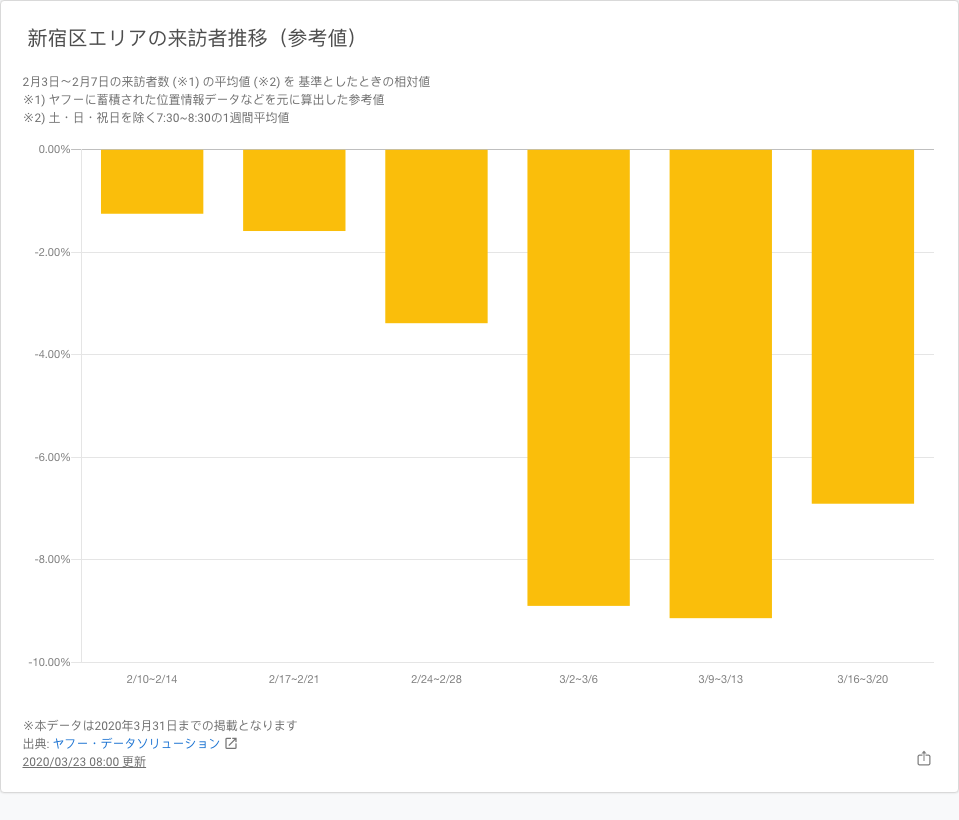 新宿区エリアの来訪者推移（参考値）
2月3日〜2月7日の来訪者数 (※1) の平均値 (※2) を 基準としたときの相対値
※1) ヤフーに蓄積された位置情報データなどを元に算出した参考値
※2) 土・日・祝日を除く7:30~8:30の1週間平均値
0.00%
-2.00%
-4.00%
-6.00%
-8.00%
-10.00%
2/10~2/14 2/17~2/21 2/24~2/28 3/2~3/6 3/9~3/13 3/16~3/20
※本データは2020年3月31日までの掲載となります
出典: ヤフー・データソリューション
2020/03/23 08:00 更新